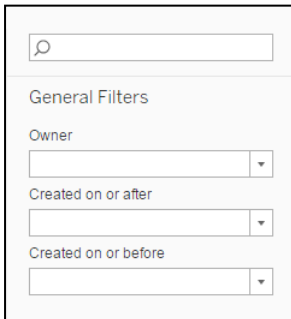 General Filters
Owner
Created on or after
Created on or before